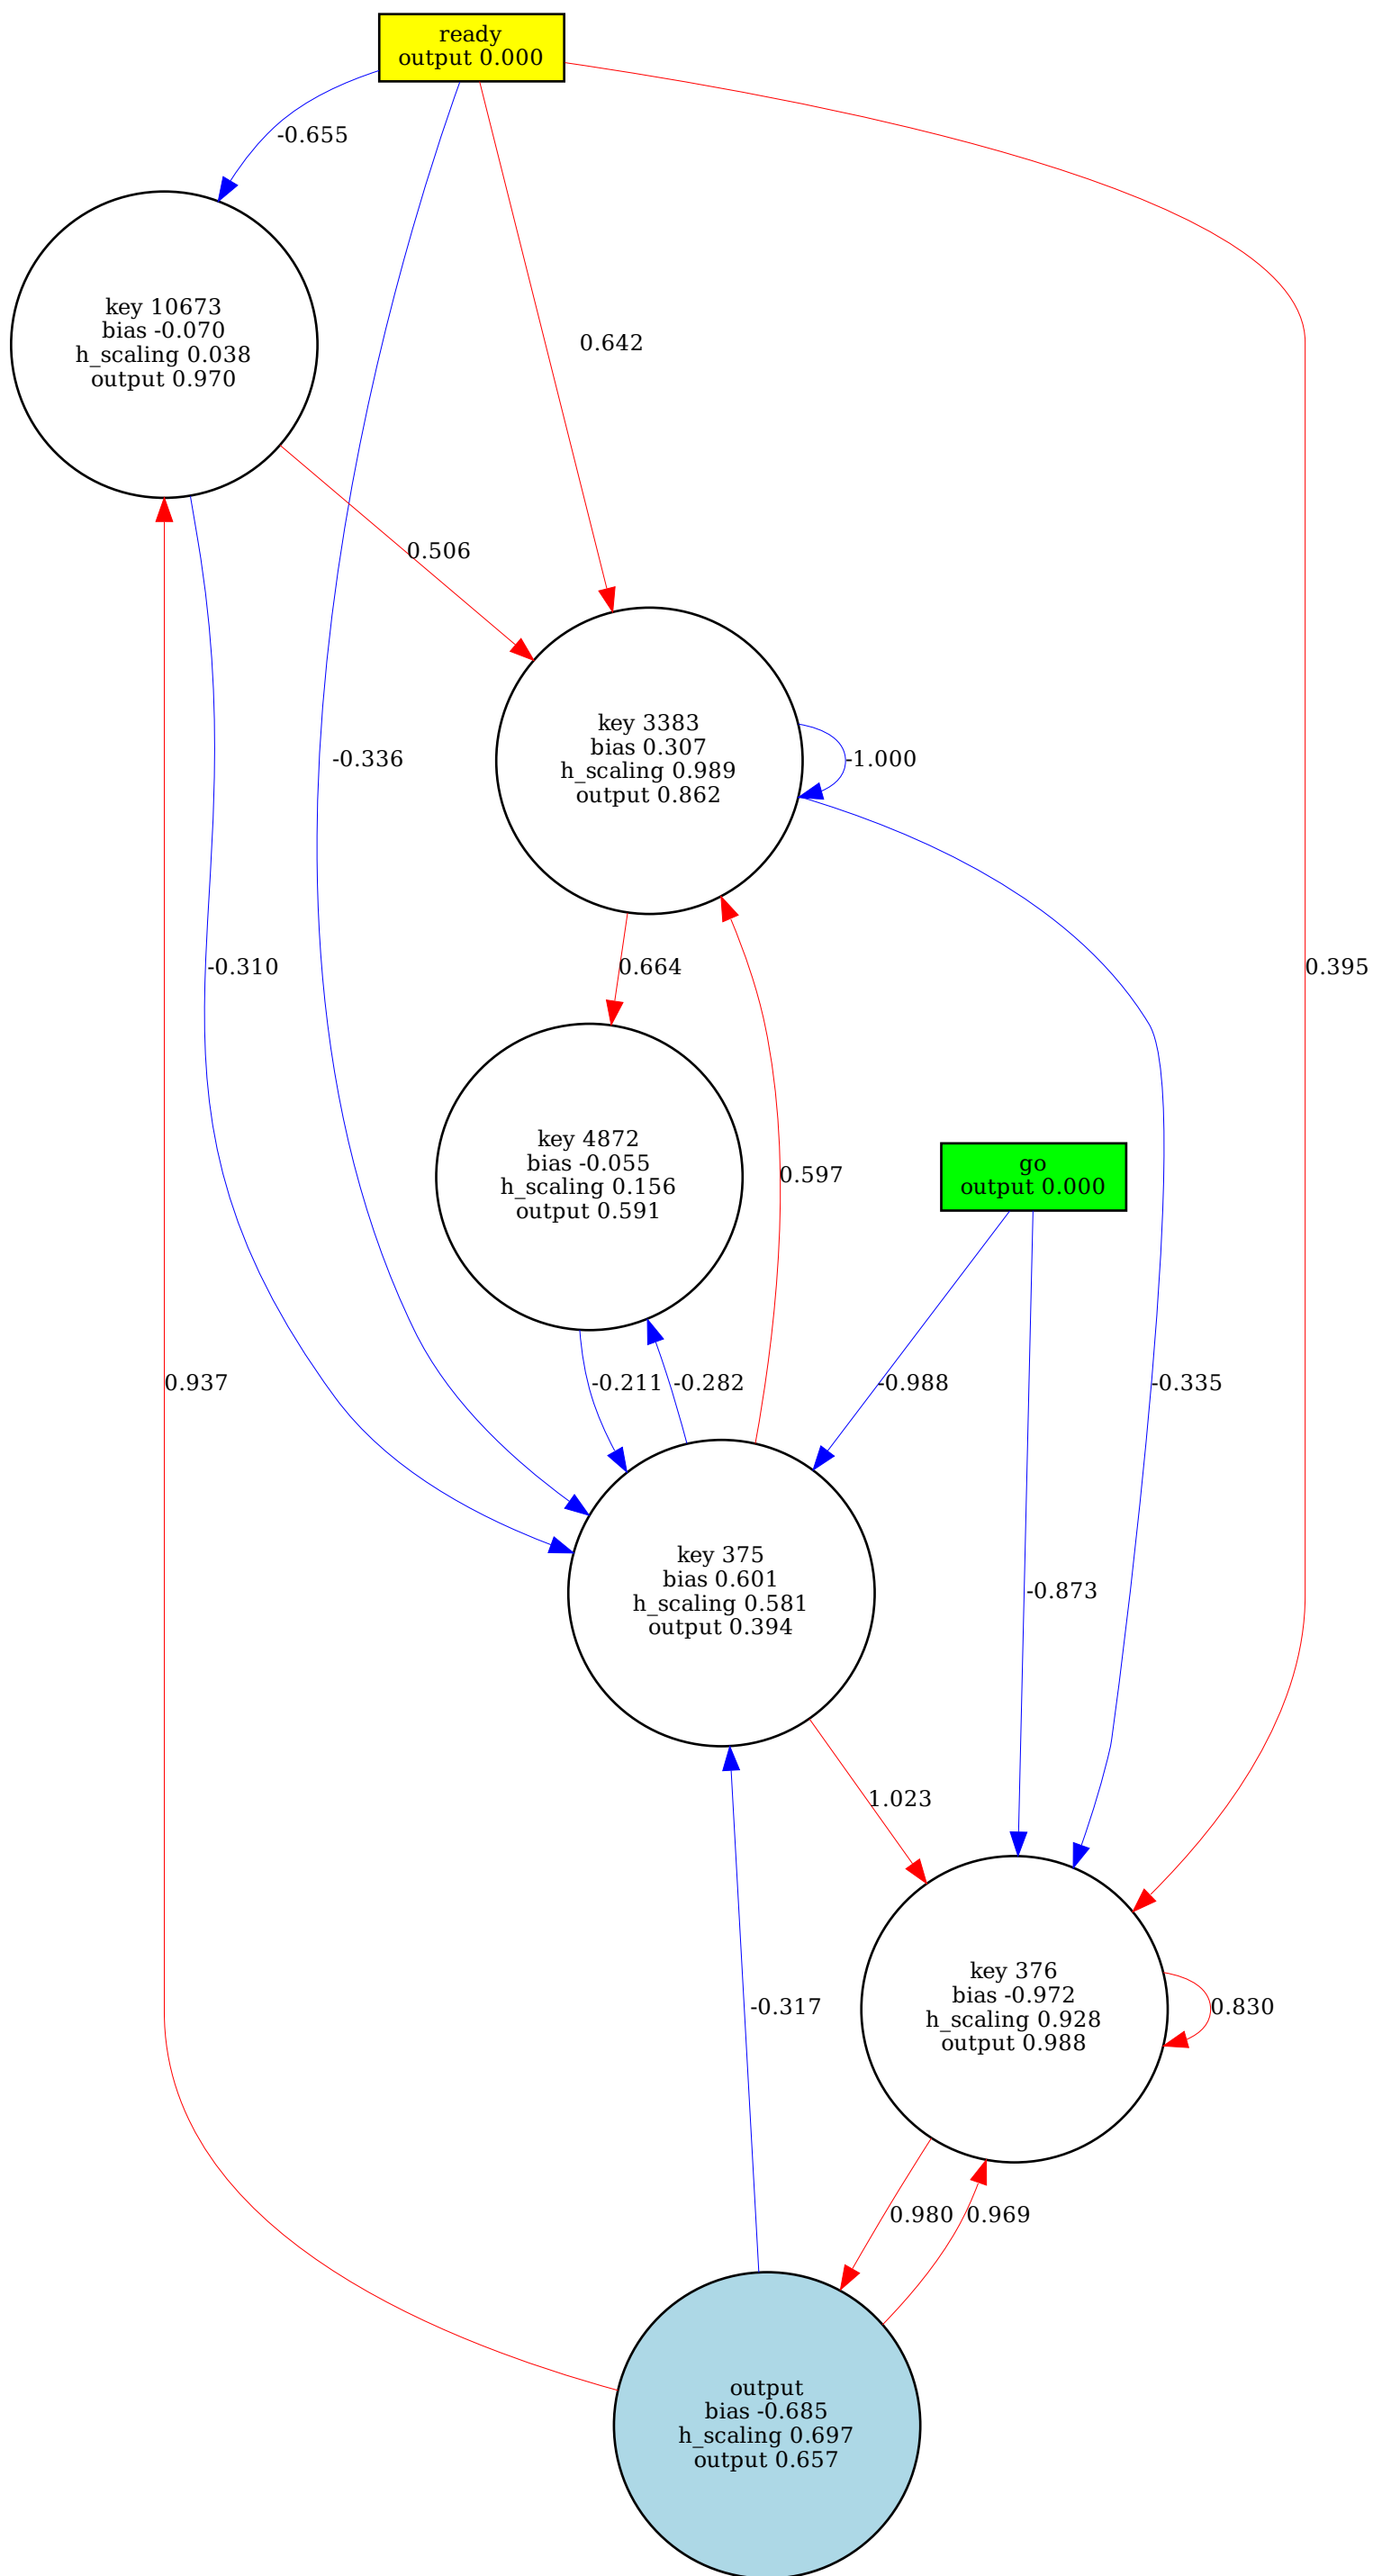 ready
output 0.000
-0.655
key 10673
bias -0.070
h_scaling 0.038
output 0.970
0.642
0.506
-0.336
key 3383
bias 0.307
h_scaling 0.989
output 0.862
-1.000
-0.310
0.664
0.395
key 4872
bias -0.055
h_scaling 0.156
output 0.591
0.597
go
output 0.000
0.937
-0.211
-0.282
-0.988
-0.335
key 375
bias 0.601
h_scaling 0.581
output 0.394
-0.873
1.023
key 376
bias -0.972
h_scaling 0.928
output 0.988
-0.317
0.830
0.980
0.969
output
bias -0.685
h_scaling 0.697
output 0.657